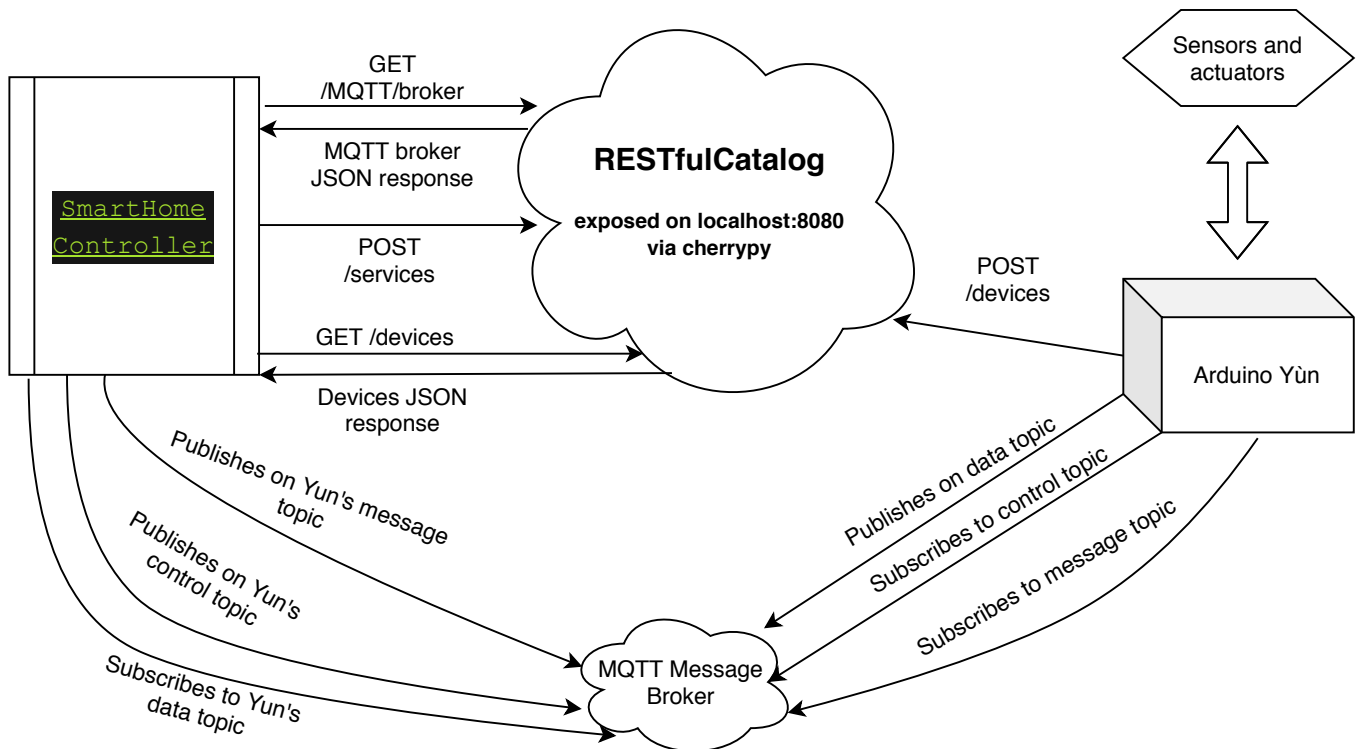 GET
/MQTT/broker
MQTT broker
JSON response
SmartHome
Controller
POST
/services
GET /devices
Devices JSON
response
RESTfulCatalog
exposed on localhost:8080
via cherrypy
Sensors and
actuators
POST
/devices
Arduino Yùn
Publishes on Yun's message
topic
Publishes on Yun's
control topic
Subscribes to Yun's
data topic
Publishes on data topic
Subscribes to control topic
Subscribes to message topic
MQTT Message
Broker